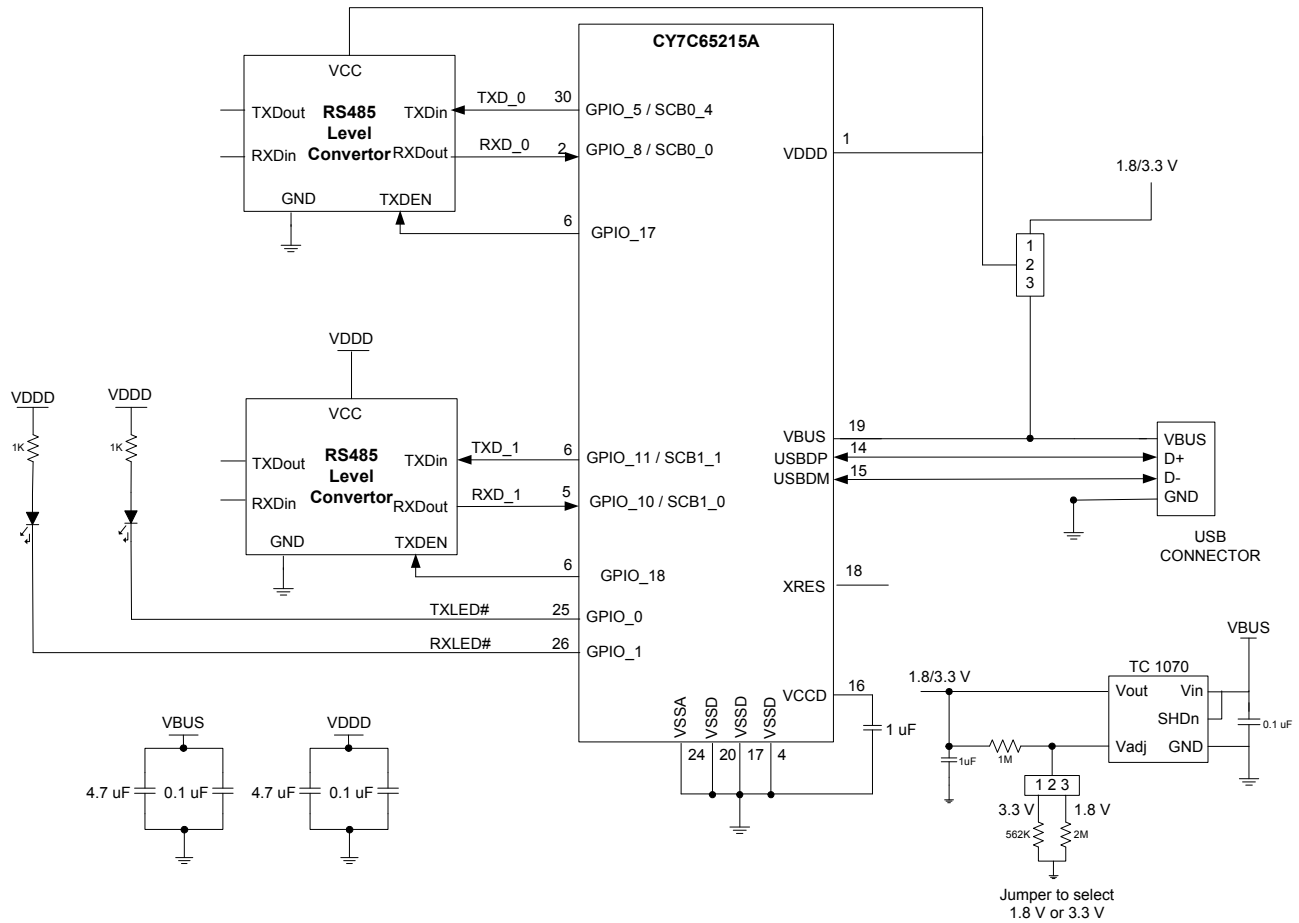 CY7C65215A
VCC
TXDout
RS485
Level
Convertor
TXDin
RXDin
RXDout
GND
TXDEN
TXD_0
30
GPIO_5 / SCB0_4
RXD_0
2
GPIO_8 / SCB0_0
6
GPIO_17
VDDD
1
1.8/3.3 V
1
2
3
VDDD
VCC
TXDout
RS485
Level
Convertor
TXDin
RXDin
RXDout
GND
TXDEN
TXD_1
6
GPIO_11 / SCB1_1
RXD_1
5
GPIO_10 / SCB1_0
6
GPIO_18
VDDD
VDDD
1K
1K
TXLED#
25
GPIO_0
RXLED#
26
GPIO_1
VBUS
19
USBDP
14
USBDM
15
VBUS
D+
D-
GND
USB
CONNECTOR
XRES
18
VCCD
16
1 uF
VSSA
VSSD
VSSD
VSSD
24
20
17
4
VBUS
4.7 uF
0.1 uF
VDDD
4.7 uF
0.1 uF
VBUS
TC 1070
1.8/3.3 V
Vout
Vin
SHDn
Vadj
GND
0.1 uF
1uF
1M
1 2 3
3.3 V
1.8 V
562K
2M
Jumper to select
1.8 V or 3.3 V